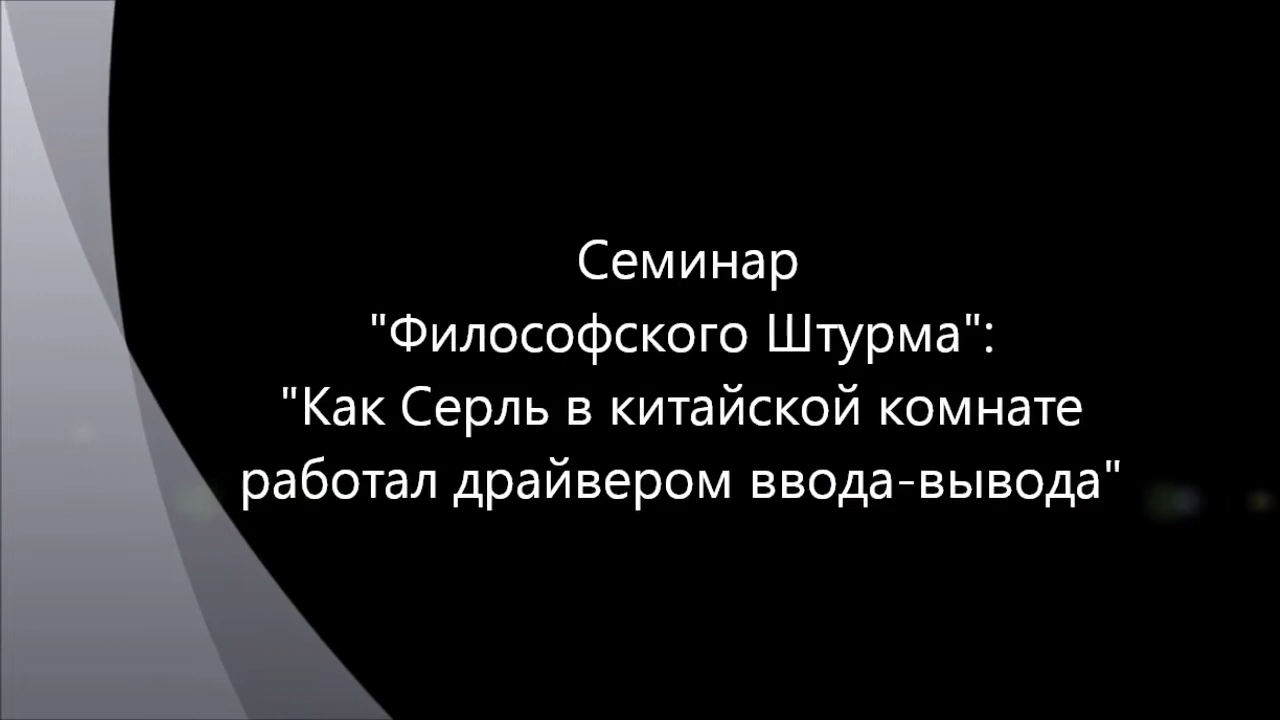 Семинар
"Философского Штурма":
"Как Серль в китайской комнате
работал драйвером ввода-вывода"